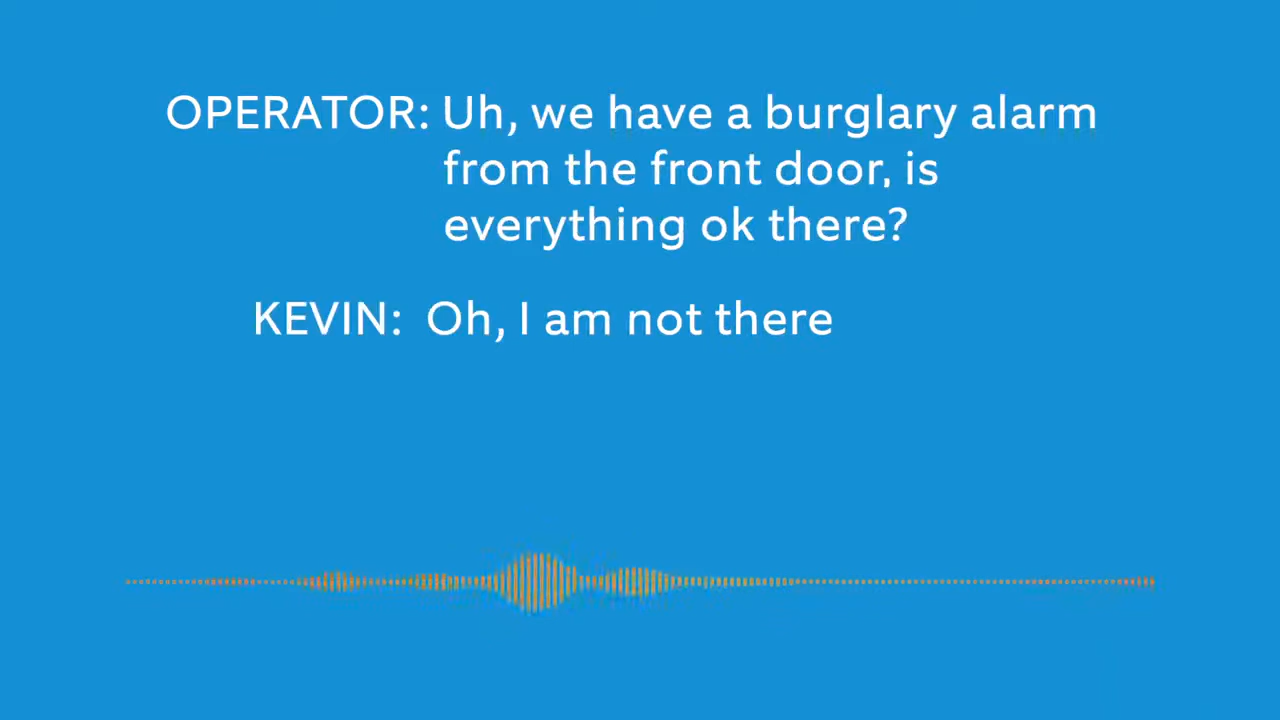 OPERATOR: Uh, we have a burglary alarm
from the front door, is
everything ok there?
KEVIN: Oh, I am not there